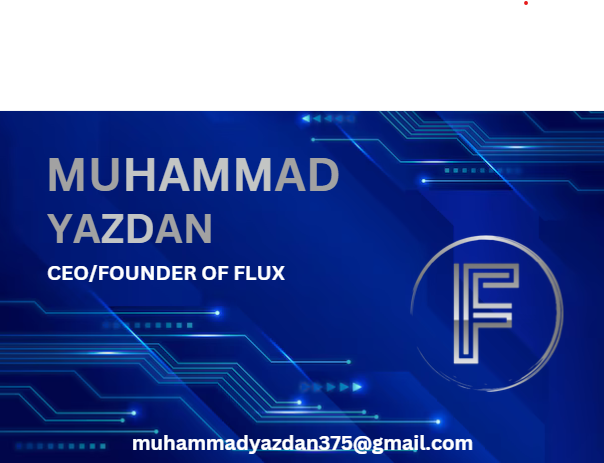 MUHAMMAD
YAZDAN
CEO/FOUNDER OF FLUX
F
muhammadyazdan375@gmail.com